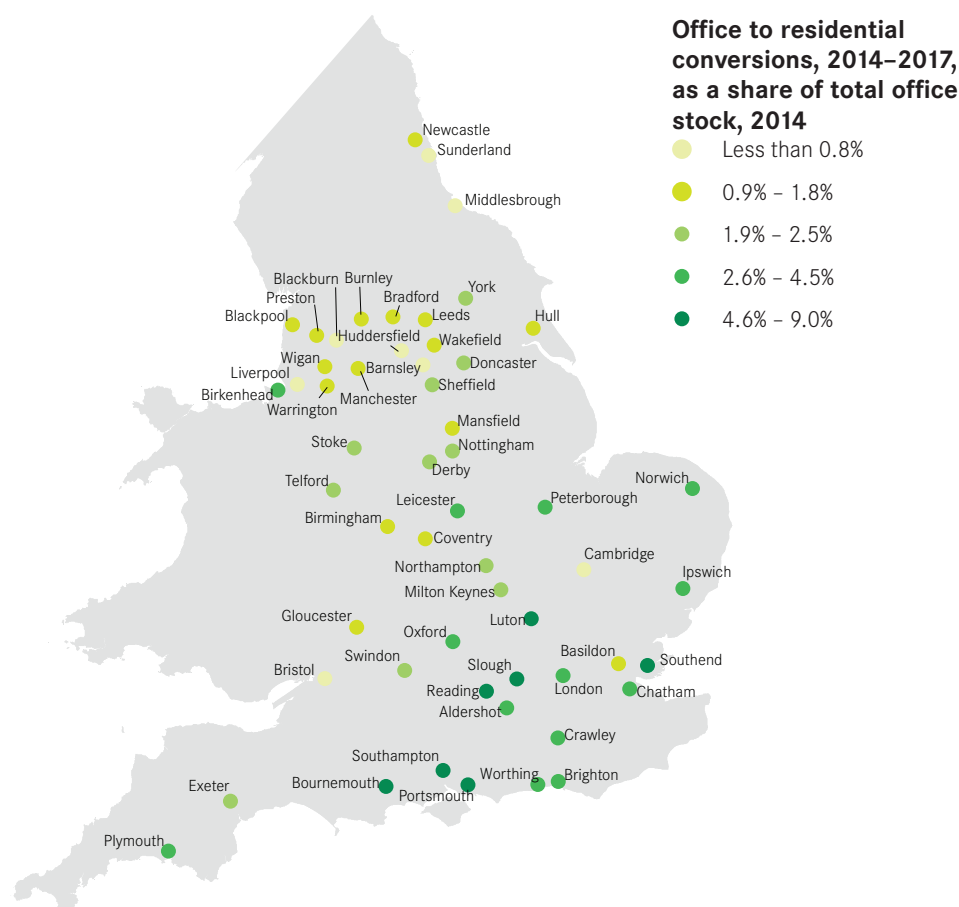 Office to residential
conversions, 2014–2017,
as a share of total office
stock, 2014
Less than 0.8%
0.9% – 1.8%
1.9% – 2.5%
2.6% – 4.5%
4.6% – 9.0%
Newcastle
Sunderland
Middlesbrough
Blackburn
Burnley
Preston
Bradford
York
Blackpool
Leeds
Hull
Huddersfield
Wakefield
Wigan
Barnsley
Doncaster
Liverpool
Sheffield
Birkenhead
Manchester
Warrington
Mansfield
Stoke
Nottingham
Derby
Telford
Norwich
Leicester
Peterborough
Birmingham
Coventry
Cambridge
Northampton
Ipswich
Milton Keynes
Gloucester
Luton
Oxford
Basildon
Swindon
Slough
Southend
Bristol
Reading
London
Chatham
Aldershot
Crawley
Southampton
Worthing
Brighton
Bournemouth
Portsmouth
Exeter
Plymouth